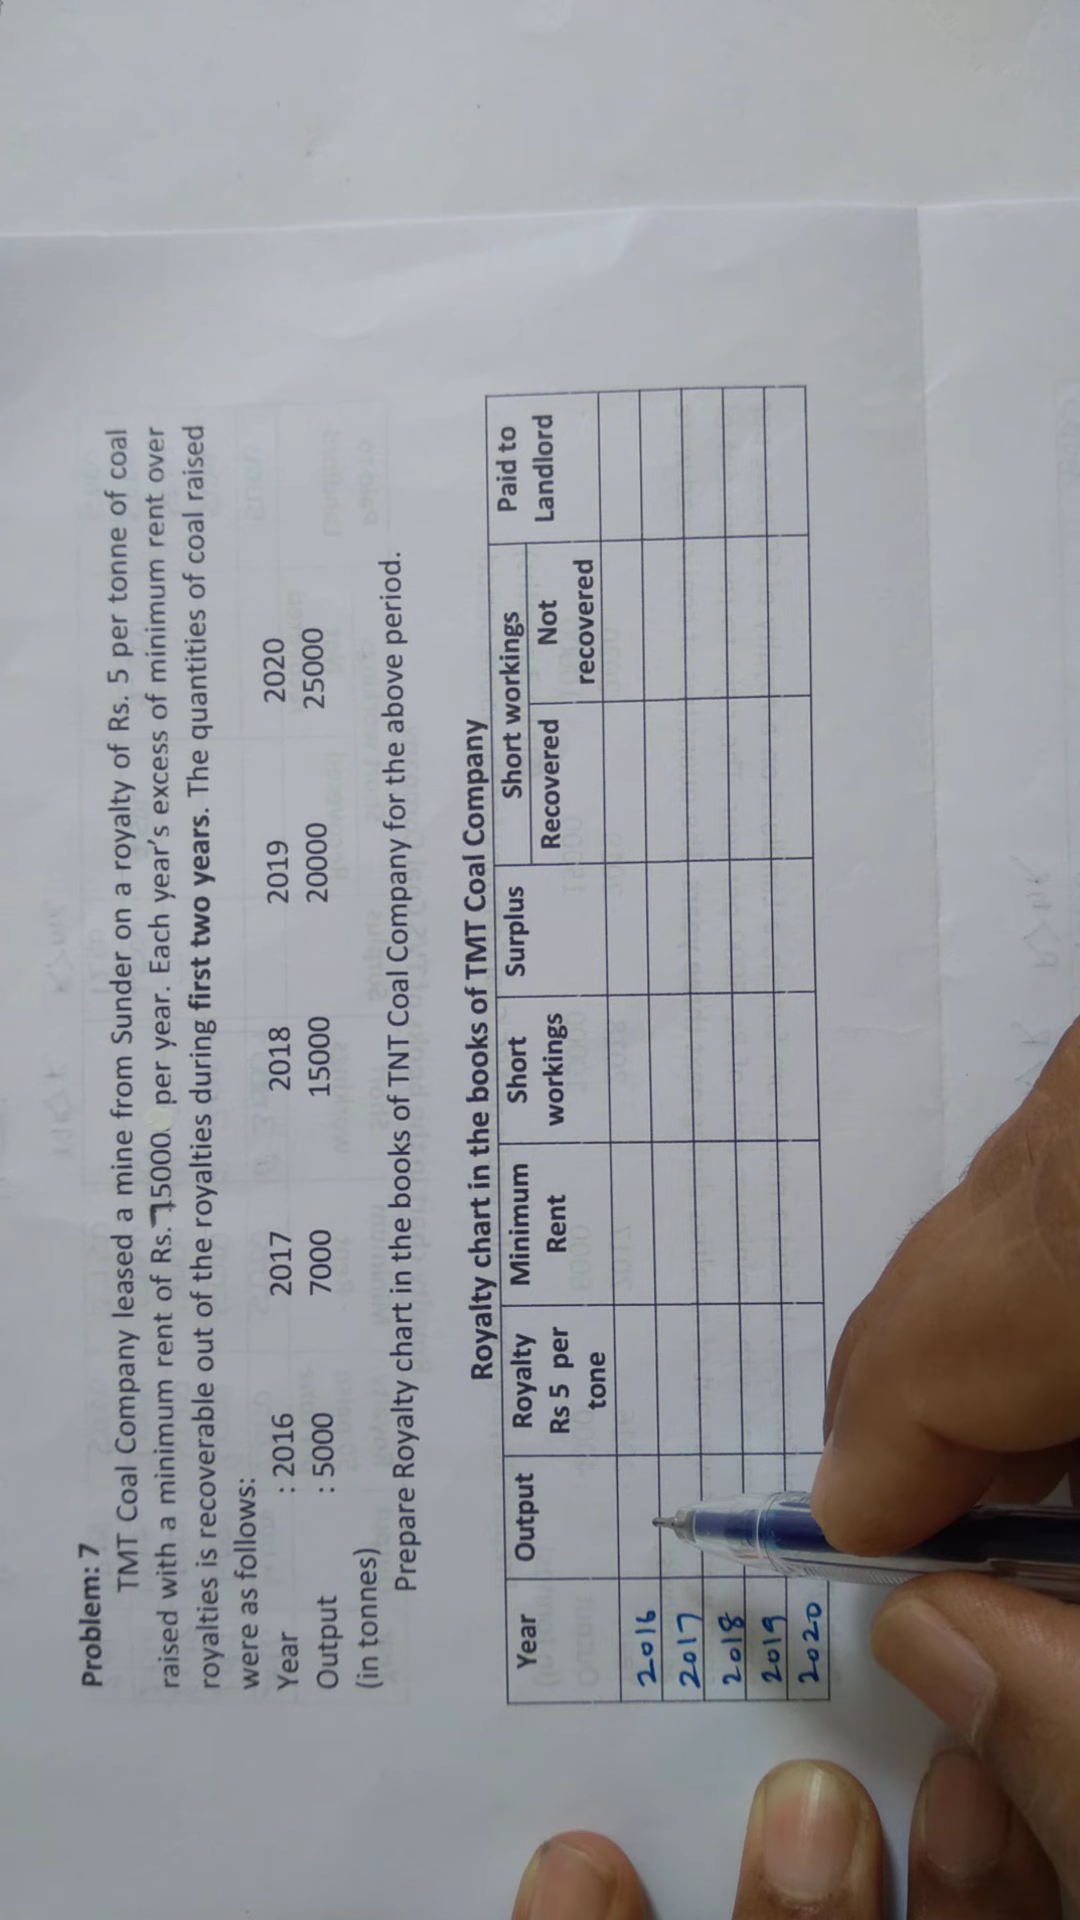 Problem: 7
TMT Coal Company leased a mine from Sunder on a royalty of Rs. 5 per tonne of coal
raised with a minimum rent of Rs. 75000 per year. Each year's excess of minimum rent over
royalties is recoverable out of the royalties during first two years. The quantities of coal raised
were as follows:
Year : 2016 2017 2018 2019 2020
Output : 5000 7000 15000 20000 25000
(in tonnes)
Prepare Royalty chart in the books of TNT Coal Company for the above period.
Royalty chart in the books of TMT Coal Company
Year Output Royalty Minimum Short Surplus Short workings Paid to
Rs 5 per Rent workings Recovered Not Landlord
tone recovered
2016
2017
2018
2019
2020